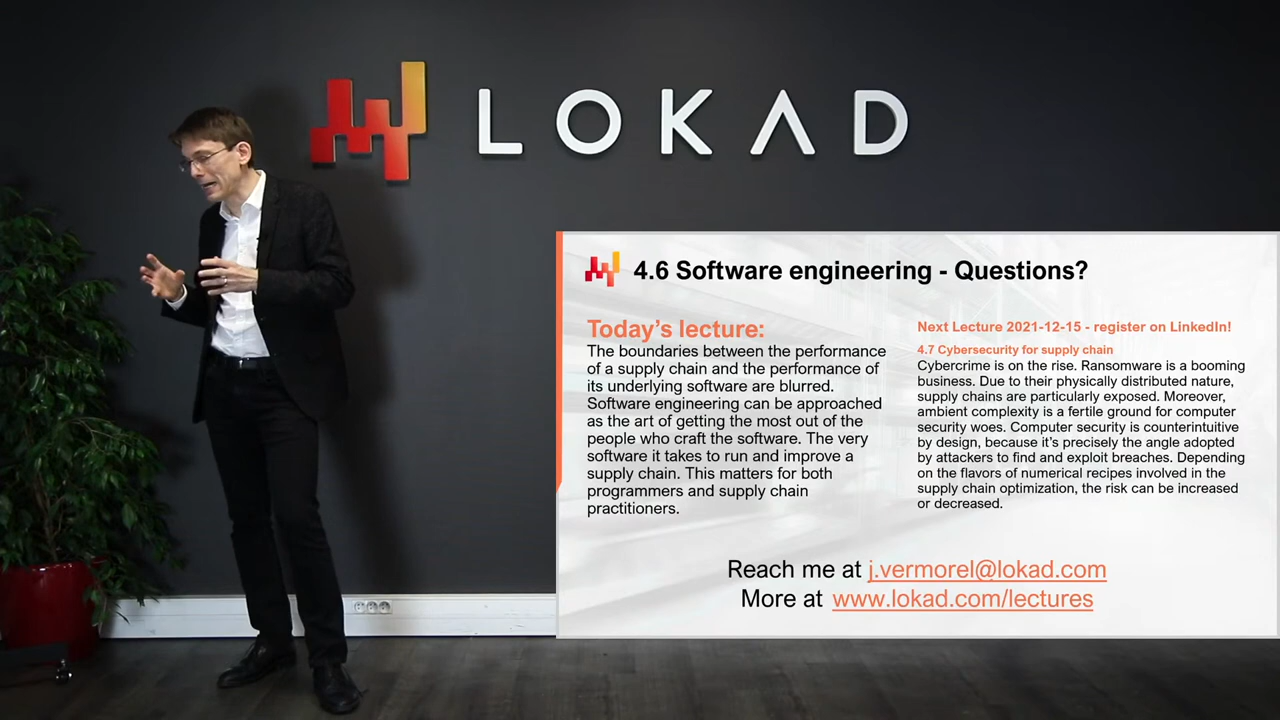 LOKAD
4.6 Software engineering - Questions?
Today's lecture:
The boundaries between the performance
of a supply chain and the performance of
its underlying software are blurred.
Software engineering can be approached
as the art of getting the most out of the
people who craft the software. The very
software it takes to run and improve a
supply chain. This matters for both
programmers and supply chain
practitioners.
Next Lecture 2021-12-15 - register on LinkedIn!
4.7 Cybersecurity for supply chain
Cybercrime is on the rise. Ransomware is a booming
business. Due to their physically distributed nature,
supply chains are particularly exposed. Moreover,
ambient complexity is a fertile ground for computer
security woes. Computer security is counterintuitive
by design, because it's precisely the angle adopted
by attackers to find and exploit breaches. Depending
on the flavors of numerical recipes involved in the
supply chain optimization, the risk can be increased
or decreased.
Reach me at j.vermorel@lokad.com
More at www.lokad.com/lectures